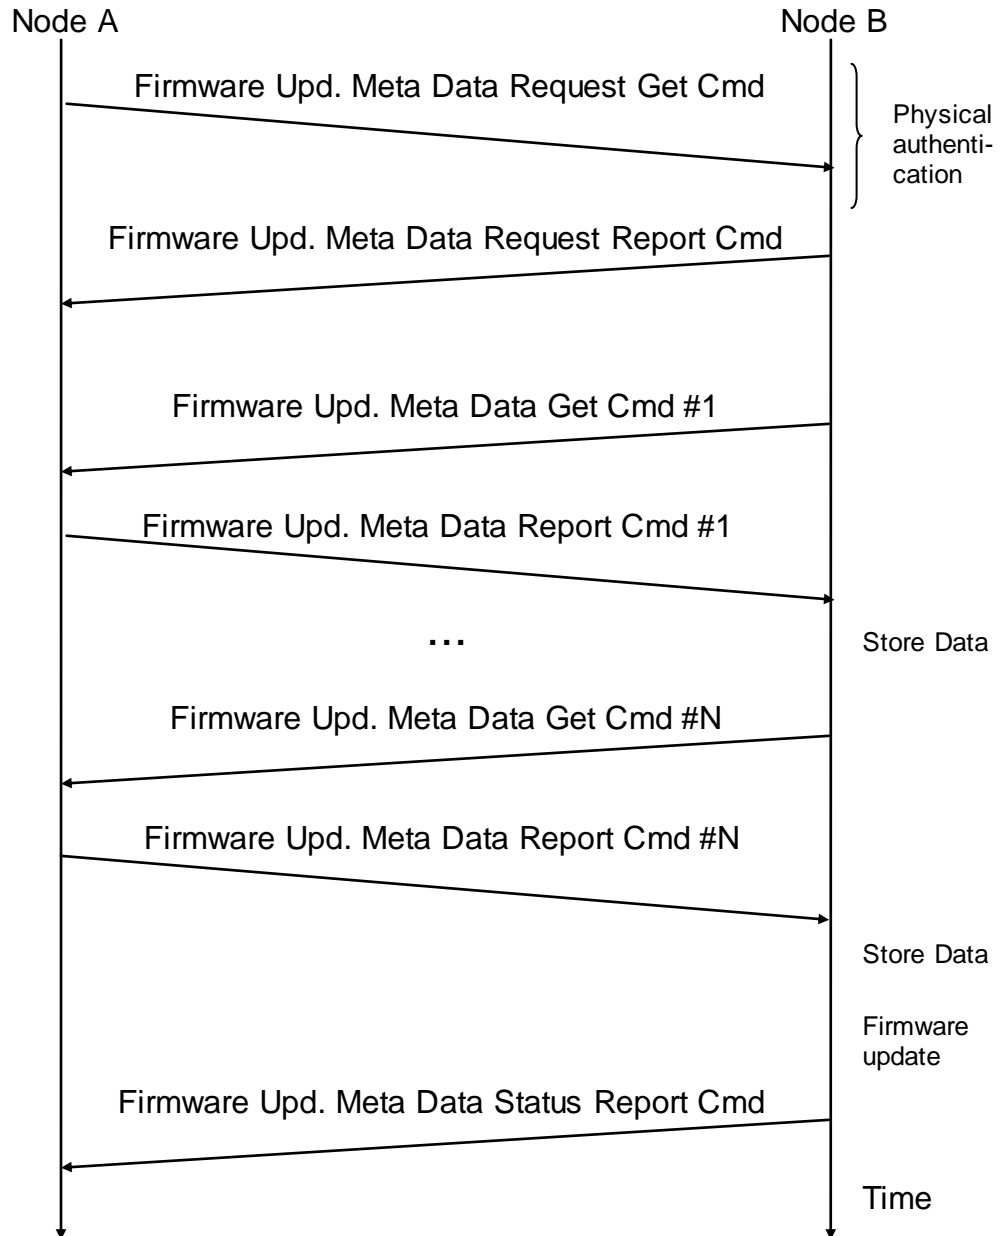 Node A
Node B
Firmware Upd. Meta Data Request Get Cmd
Physical
authenti-
cation
Firmware Upd. Meta Data Request Report Cmd
Firmware Upd. Meta Data Get Cmd #1
Firmware Upd. Meta Data Report Cmd #1
...
Store Data
Firmware Upd. Meta Data Get Cmd #N
Firmware Upd. Meta Data Report Cmd #N
Store Data
Firmware
update
Firmware Upd. Meta Data Status Report Cmd
Time